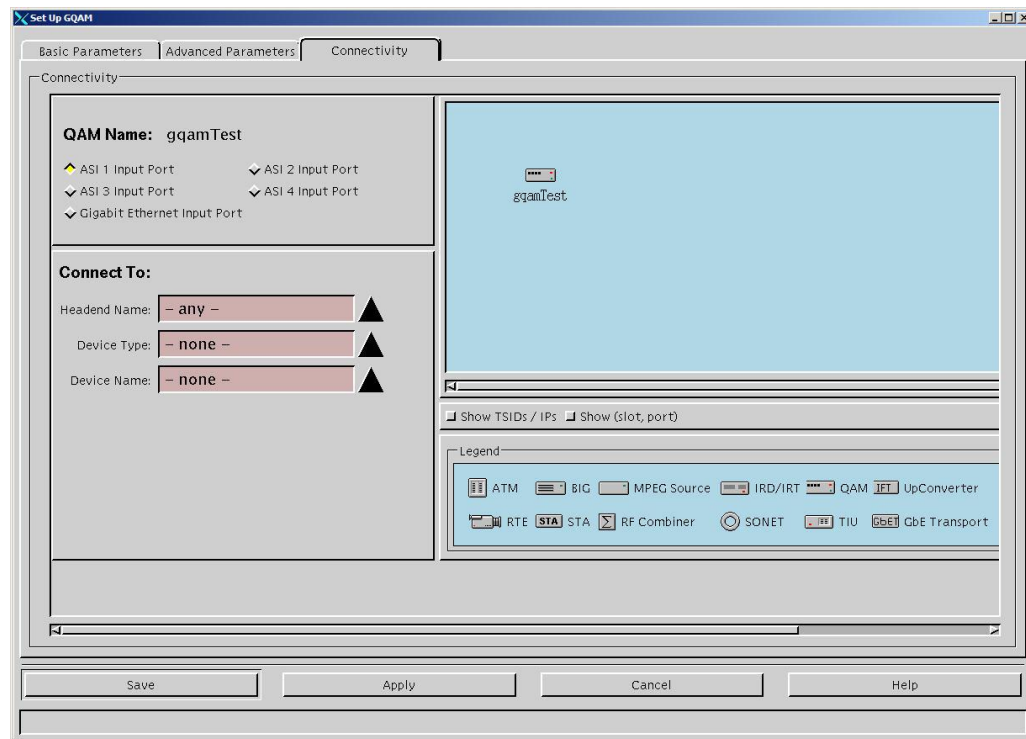 Set Up GQAM
Basic Parameters Advanced Parameters Connectivity
Connectivity
QAM Name: gqamTest
ASI 1 Input Port ASI 2 Input Port
ASI 3 Input Port ASI 4 Input Port
Gigabit Ethernet Input Port
gqamTest
Connect To:
Headend Name: – any –
Device Type: – none –
Device Name: – none –
Show TSIDs / IPs Show (slot, port)
Legend
ATM BIG MPEG Source IRD/IRT QAM IFT UpConverter
RTE STA STA Σ RF Combiner SONET TIU GbET GbE Transport
Save Apply Cancel Help